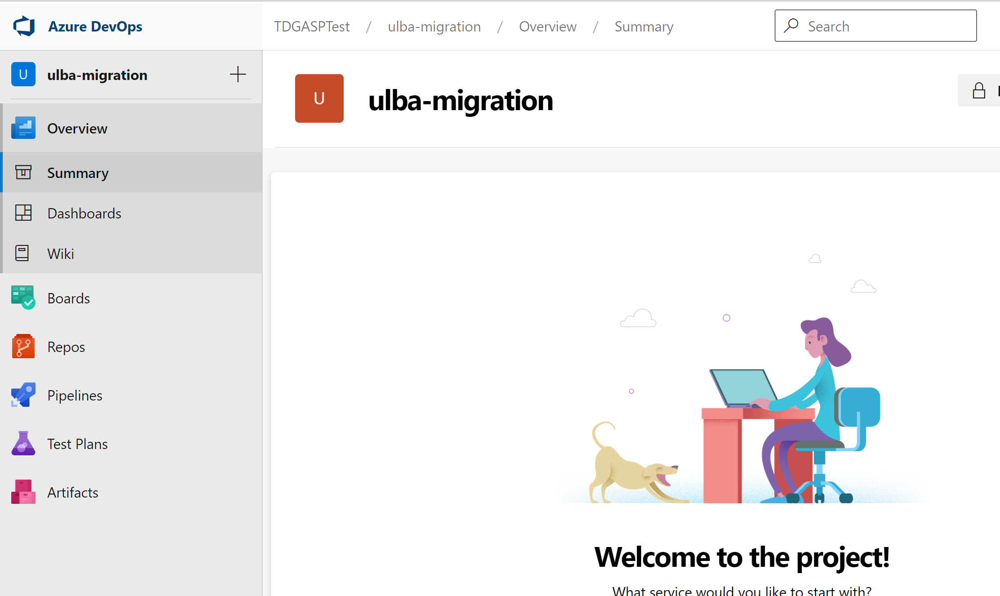 Azure DevOps
TDGASPTest / ulba-migration / Overview / Summary
Search
U ulba-migration
U ulba-migration
Overview
Summary
Dashboards
Wiki
Boards
Repos
Pipelines
Test Plans
Artifacts
Welcome to the project!
What service would you like to start with?